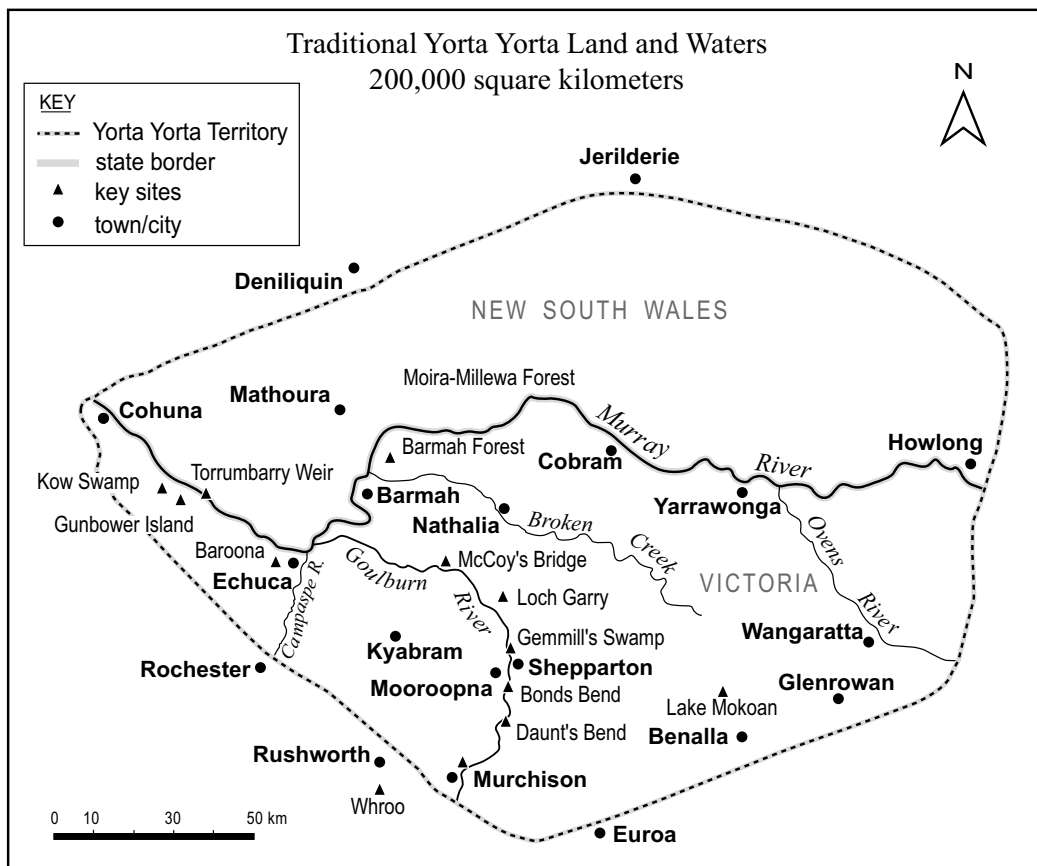 Traditional Yorta Yorta Land and Waters
200,000 square kilometers
KEY
Yorta Yorta Territory
state border
key sites
town/city
N
Jerilderie
Deniliquin
NEW SOUTH WALES
Moira-Millewa Forest
Mathoura
Cohuna
Murray
River
Barmah Forest
Cobram
Howlong
Kow Swamp
Torrumbarry Weir
Gunbower Island
Barmah
Nathalia
Broken
Creek
Yarrawonga
Ovens
River
Baroona
Echuca
Campaspe R.
Goulburn
River
McCoy's Bridge
Loch Garry
VICTORIA
Gemmill's Swamp
Kyabram
Wangaratta
Rochester
Shepparton
Mooroopna
Bonds Bend
Glenrowan
Lake Mokoan
Daunt's Bend
Benalla
Rushworth
Murchison
Whroo
Euroa
0 10 30 50 km